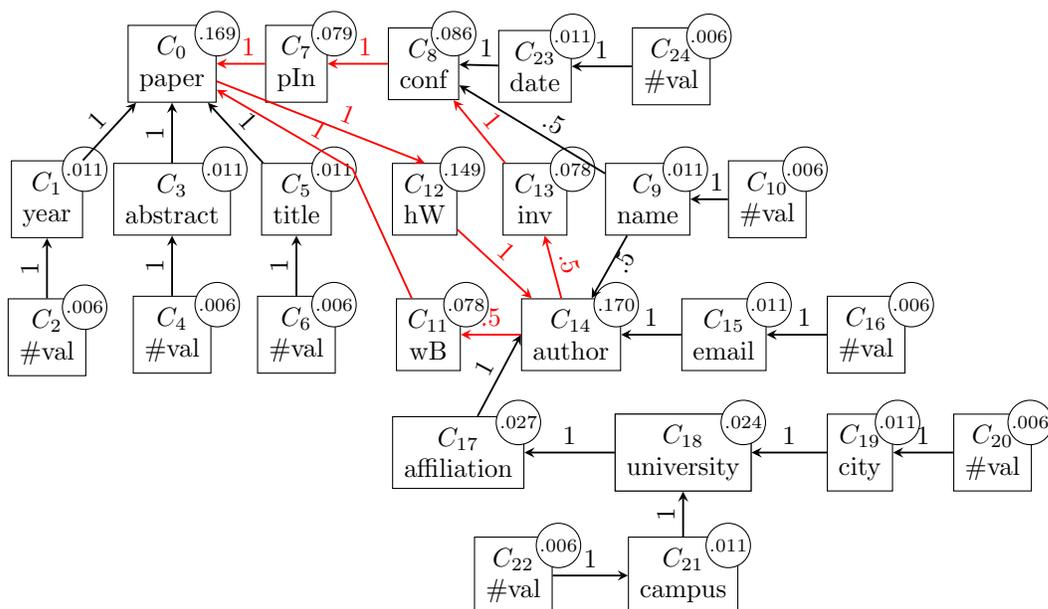 C0 .169
paper
1
C7 .079
pIn
1
C8 .086
conf
1
C23 .011
date
1
C24 .006
#val
1
1
1
1
1
1
.5
C1 .011
year
C3 .011
abstract
C5 .011
title
C12 .149
hW
C13 .078
inv
C9 .011
name
1
C10 .006
#val
1
1
1
1
.5
.5
C2 .006
#val
C4 .006
#val
C6 .006
#val
C11 .078
wB
.5
C14 .170
author
1
C15 .011
email
1
C16 .006
#val
1
C17 .027
affiliation
1
C18 .024
university
1
C19 .011
city
1
C20 .006
#val
1
C22 .006
#val
1
C21 .011
campus